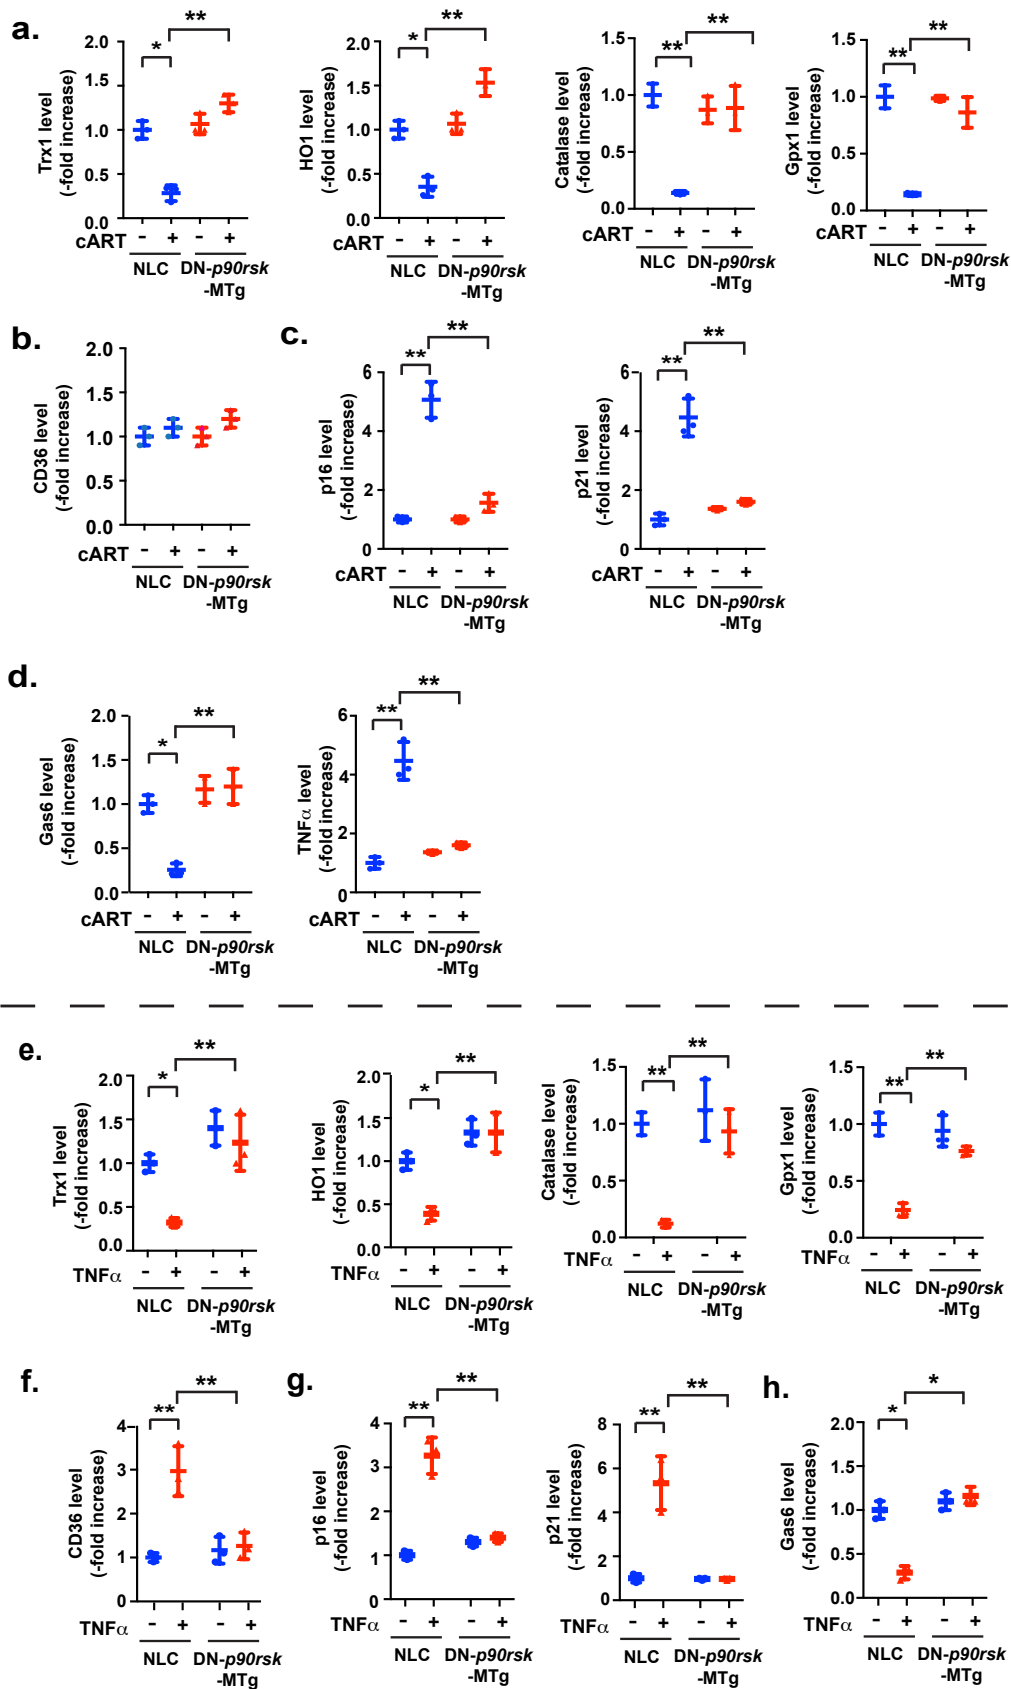 a.
Trx1 level
(-fold increase)
2.0
1.5
1.0
0.5
0.0
*
**
cART
- + - +
NLC DN-p90rsk
-MTg
HO1 level
(-fold increase)
2.0
1.5
1.0
0.5
0.0
*
**
cART
- + - +
NLC DN-p90rsk
-MTg
Catalase level
(-fold increase)
1.5
1.0
0.5
0.0
**
**
cART
- + - +
NLC DN-p90rsk
-MTg
Gpx1 level
(-fold increase)
1.5
1.0
0.5
0.0
**
**
cART
- + - +
NLC DN-p90rsk
-MTg
b.
CD36 level
(-fold increase)
2.0
1.5
1.0
0.5
0.0
cART
- + - +
NLC DN-p90rsk
-MTg
c.
p16 level
(-fold increase)
6
4
2
0
**
**
cART
- + - +
NLC DN-p90rsk
-MTg
p21 level
(-fold increase)
6
4
2
0
**
**
cART
- + - +
NLC DN-p90rsk
-MTg
d.
Gas6 level
(-fold increase)
2.0
1.5
1.0
0.5
0.0
*
**
cART
- + - +
NLC DN-p90rsk
-MTg
TNFα level
(-fold increase)
6
4
2
0
**
**
cART
- + - +
NLC DN-p90rsk
-MTg
e.
Trx1 level
(-fold increase)
2.0
1.5
1.0
0.5
0.0
*
**
TNFα
- + - +
NLC DN-p90rsk
-MTg
HO1 level
(-fold increase)
2.0
1.5
1.0
0.5
0.0
*
**
TNFα
- + - +
NLC DN-p90rsk
-MTg
Catalase level
(-fold increase)
1.5
1.0
0.5
0.0
**
**
TNFα
- + - +
NLC DN-p90rsk
-MTg
Gpx1 level
(-fold increase)
1.5
1.0
0.5
0.0
**
**
TNFα
- + - +
NLC DN-p90rsk
-MTg
f.
CD36 level
(-fold increase)
4
3
2
1
0
**
**
TNFα
- + - +
NLC DN-p90rsk
-MTg
g.
p16 level
(-fold increase)
4
3
2
1
0
**
**
TNFα
- + - +
NLC DN-p90rsk
-MTg
p21 level
(-fold increase)
8
6
4
2
1
0
**
**
TNFα
- + - +
NLC DN-p90rsk
-MTg
h.
Gas6 level
(-fold increase)
2.0
1.5
1.0
0.5
0.0
*
*
TNFα
- + - +
NLC DN-p90rsk
-MTg